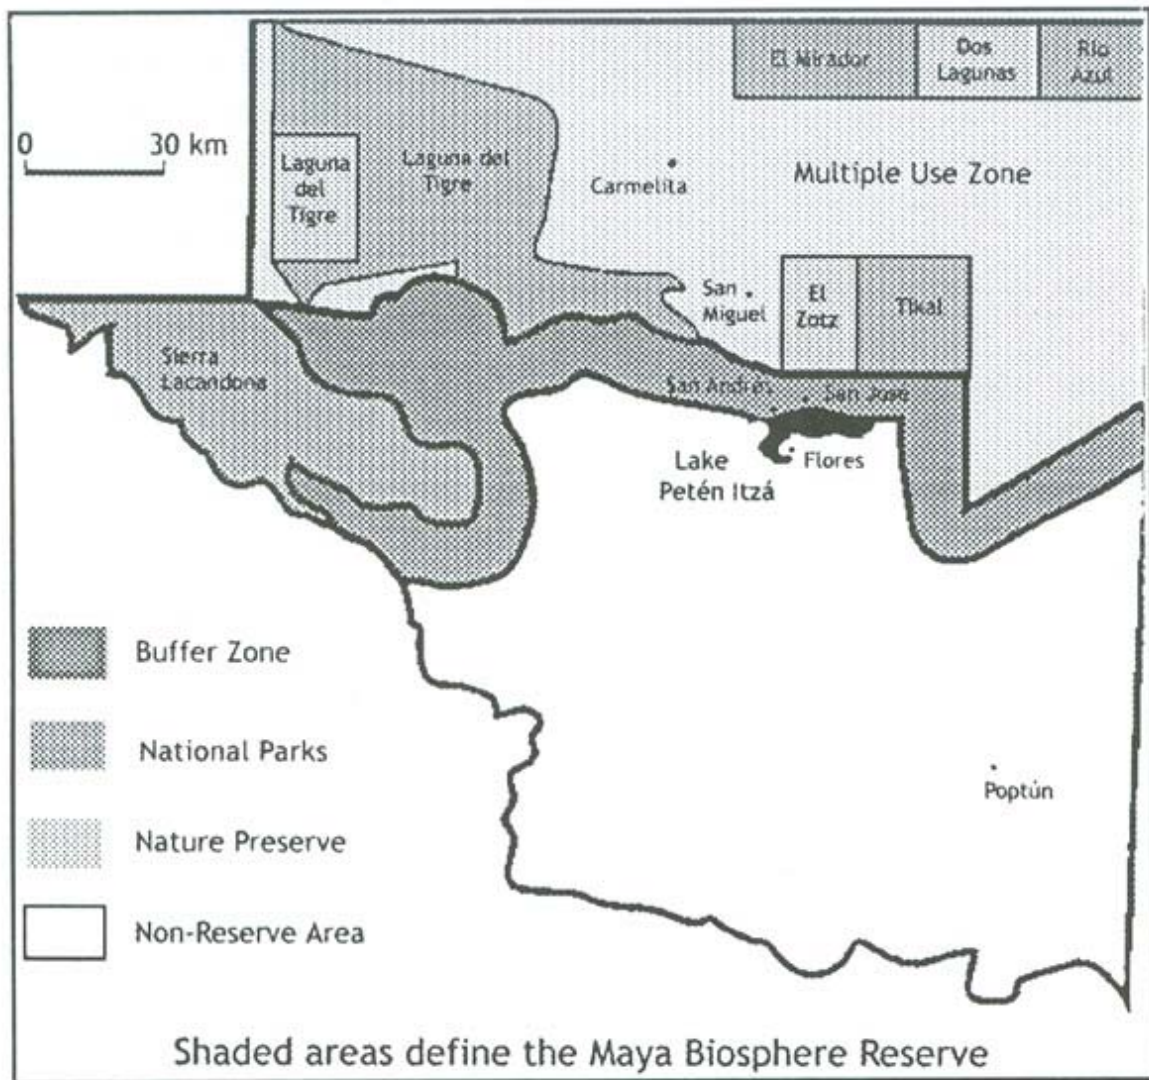 El Mirador
Dos
Lagunas
Río
Azul
0 30 km
Laguna
del
Tigre
Laguna del
Tigre
Carmelita
Multiple Use Zone
San
Miguel
El
Zotz
Tikal
Sierra
Lacandona
San Andrés
San José
Lake
Petén Itzá
Flores
Buffer Zone
National Parks
Nature Preserve
Non-Reserve Area
Poptún
Shaded areas define the Maya Biosphere Reserve